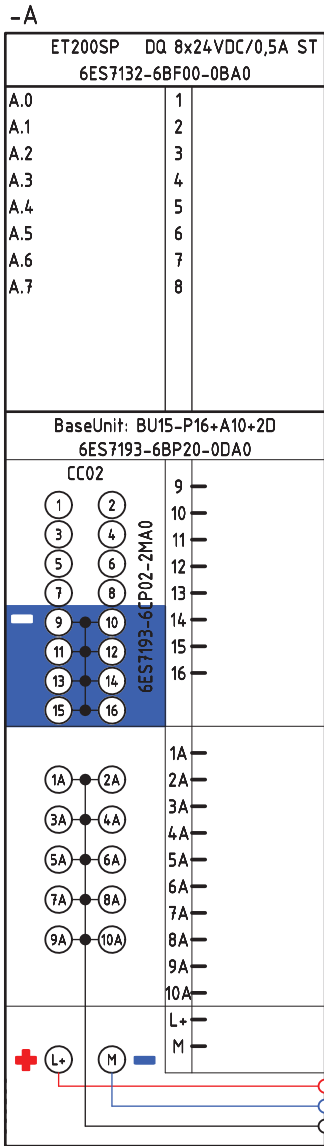 -A
ET200SP DQ 8x24VDC/0,5A ST
6ES7132-6BF00-0BA0
A.0 1
A.1 2
A.2 3
A.3 4
A.4 5
A.5 6
A.6 7
A.7 8
BaseUnit: BU15-P16+A10+2D
6ES7193-6BP20-0DA0
CC02
6ES7193-6CP02-2MA0
1 2
3 4
5 6
7 8
9 10
11 12
13 14
15 16
9
10
11
12
13
14
15
16
1A 2A
3A 4A
5A 6A
7A 8A
9A 10A
1A
2A
3A
4A
5A
6A
7A
8A
9A
10A
L+
M
L+ M